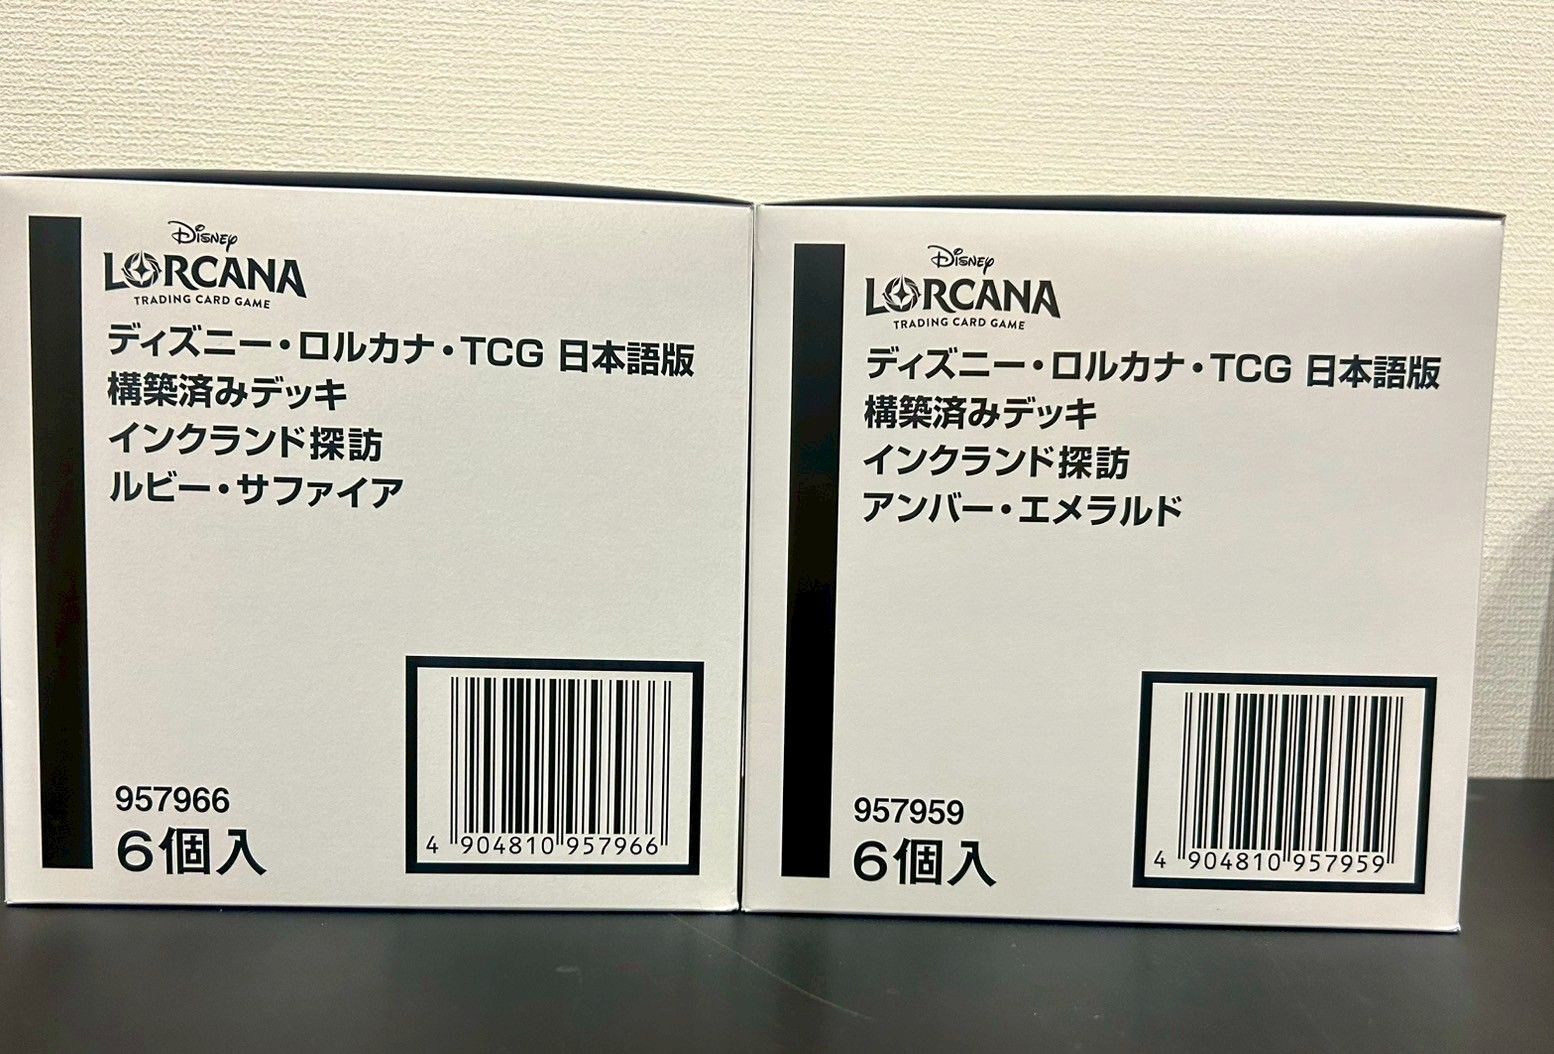 Disney
LORCANA
TRADING CARD GAME
ディズニー・ロルカナ・TCG 日本語版
構築済みデッキ
インクランド探訪
ルビー・サファイア
957966
6個入
4 904810 957966
Disney
LORCANA
TRADING CARD GAME
ディズニー・ロルカナ・TCG 日本語版
構築済みデッキ
インクランド探訪
アンバー・エメラルド
957959
6個入
4 904810 957959